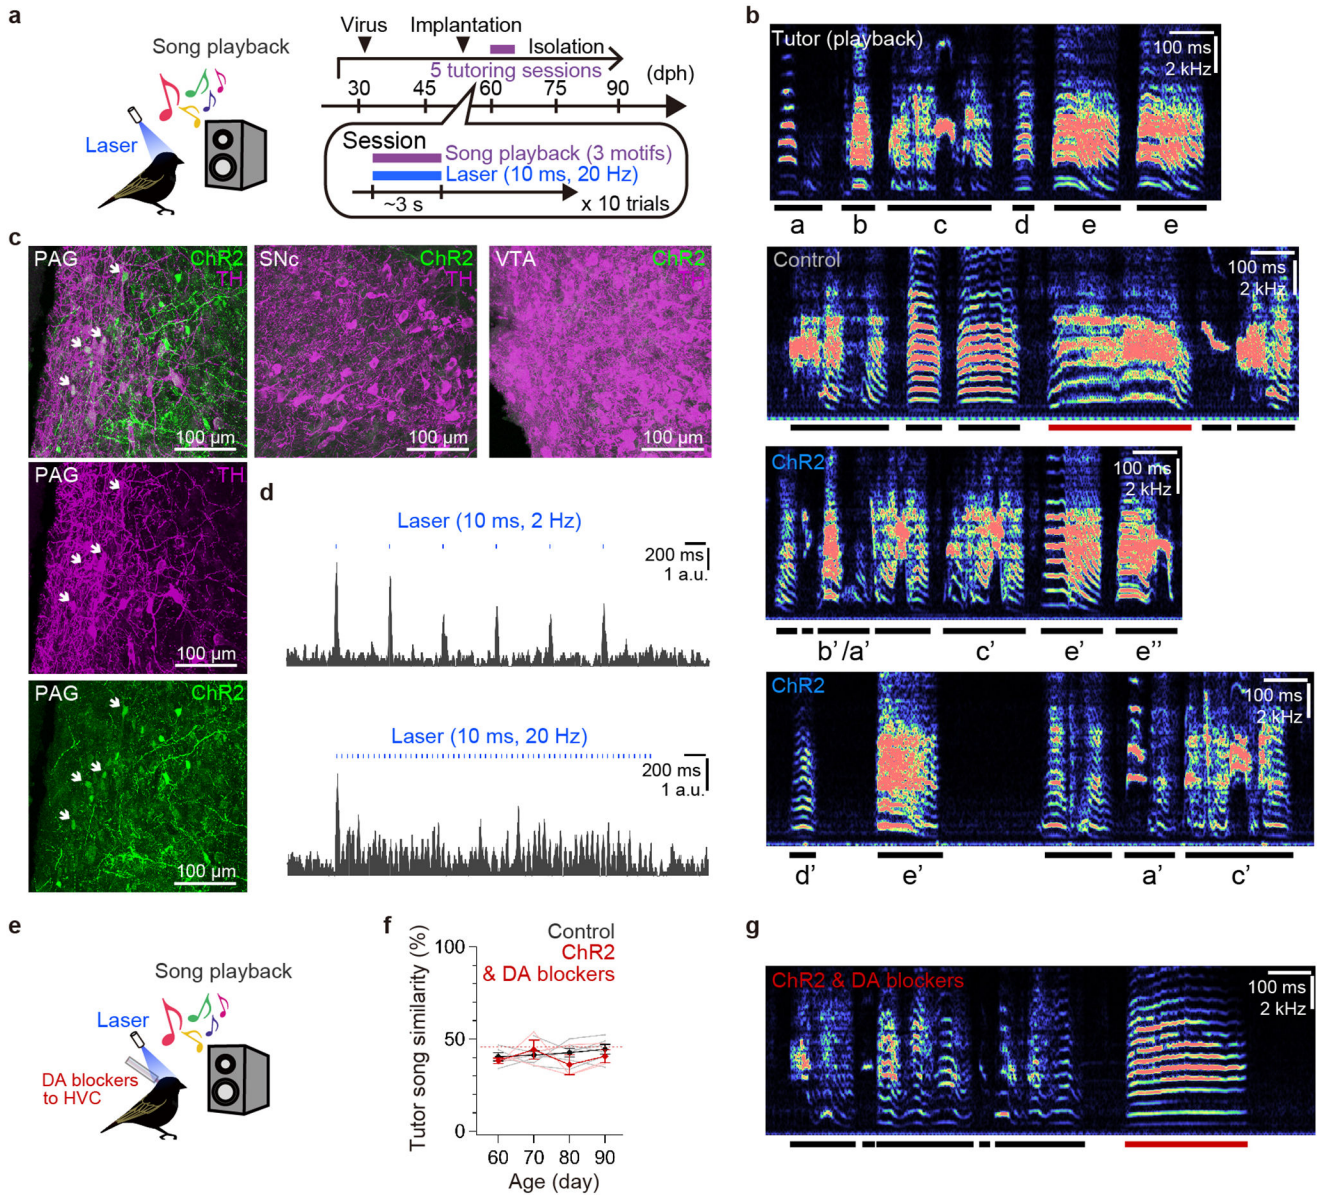 a
Song playback
Laser
Virus
Implantation
Isolation
5 tutoring sessions
(dph)
30 45 60 75 90
Session
Song playback (3 motifs)
Laser (10 ms, 20 Hz)
~3 s
x 10 trials
b
Tutor (playback)
100 ms
2 kHz
a b c d e e
Control
100 ms
2 kHz
ChR2
100 ms
2 kHz
b’/a’ c’ e’ e’’
ChR2
100 ms
2 kHz
d’ e’ a’ c’
c
PAG ChR2
TH
100 µm
SNc ChR2
TH
100 µm
VTA ChR2
100 µm
PAG TH
100 µm
PAG ChR2
100 µm
d
Laser (10 ms, 2 Hz)
200 ms
1 a.u.
Laser (10 ms, 20 Hz)
200 ms
1 a.u.
e
Song playback
Laser
DA blockers
to HVC
f
Control
ChR2
& DA blockers
Tutor song similarity (%)
100
50
0
60 70 80 90
Age (day)
g
ChR2 & DA blockers
100 ms
2 kHz